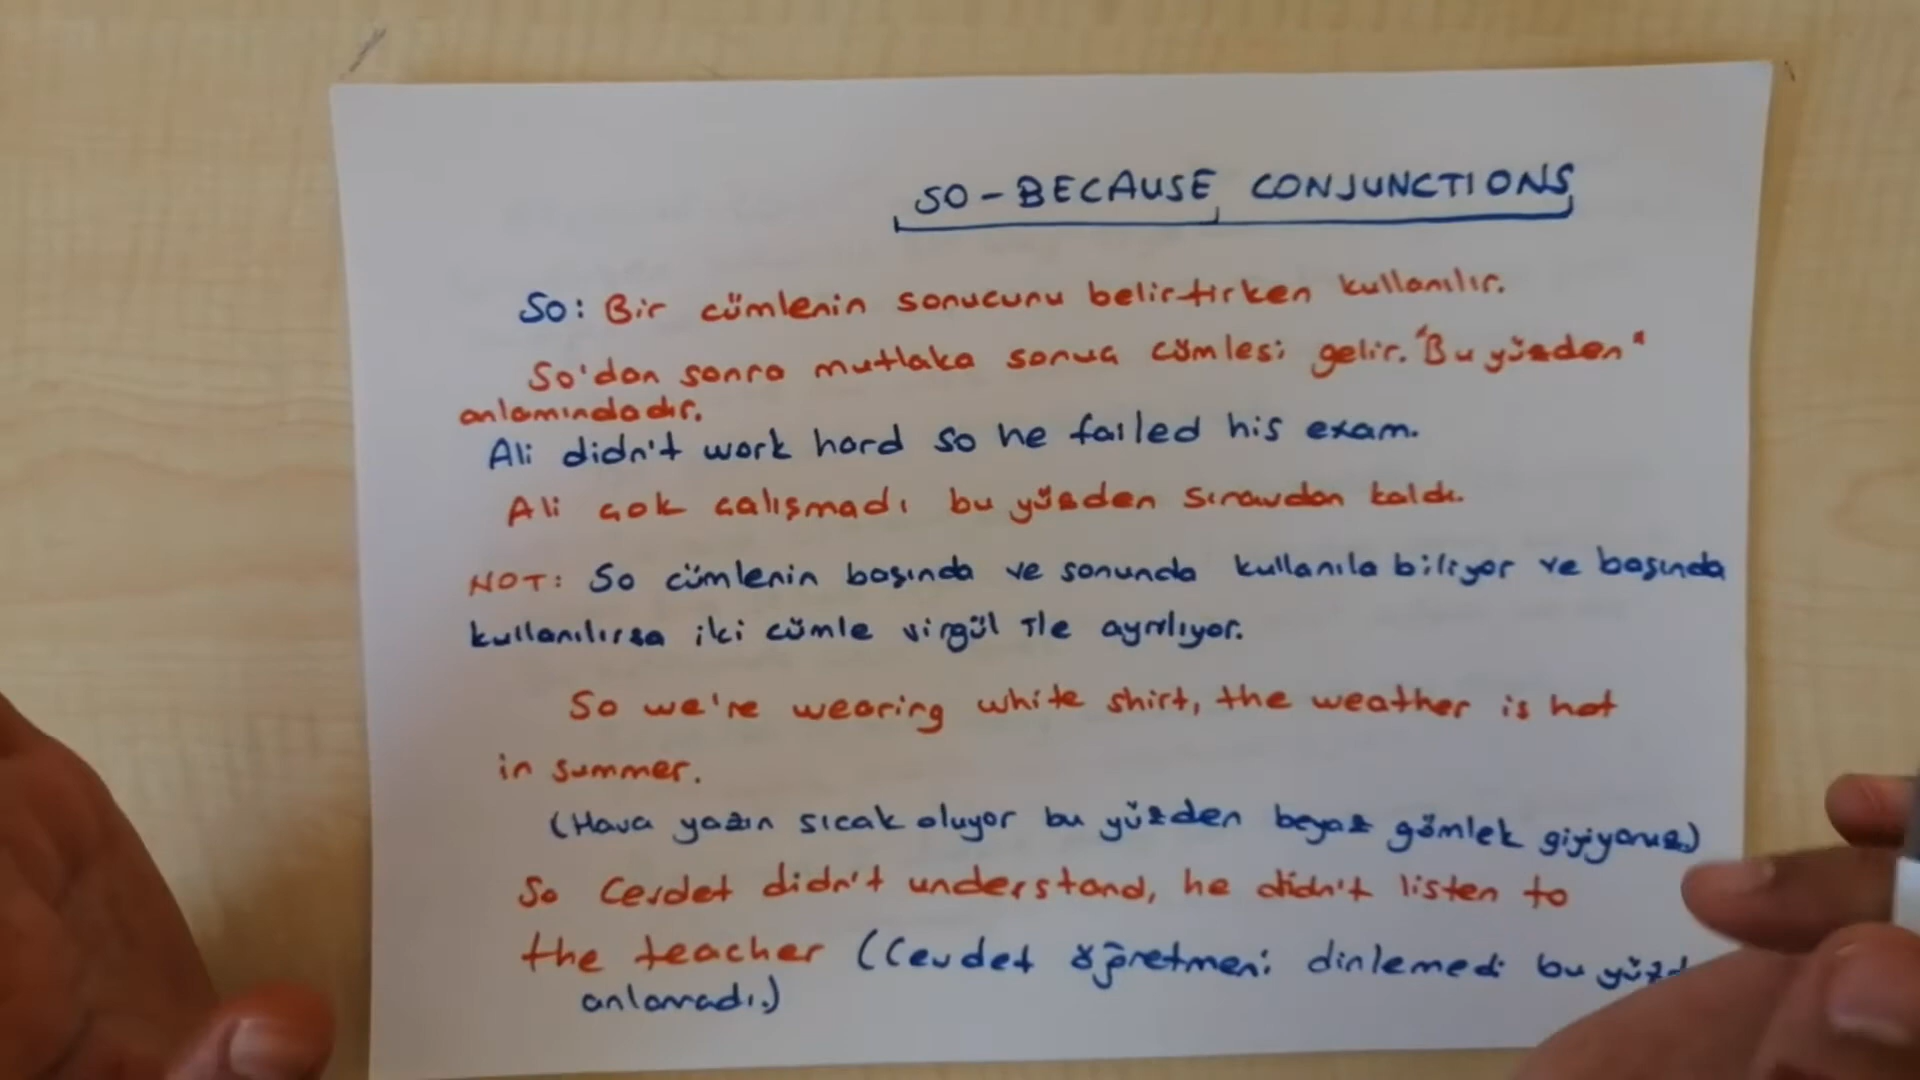 SO - BECAUSE CONJUNCTIONS
So: Bir cümlenin sonucunu belirtirken kullanılır.
So'dan sonra mutlaka sonuç cümlesi gelir. "Bu yüzden"
anlamındadır.
Ali didn't work hard so he failed his exam.
Ali çok çalışmadı bu yüzden sınavdan kaldı.
NOT: So cümlenin başında ve sonunda kullanıla biliyor ve başında
kullanılırsa iki cümle virgül ile ayrılıyor.
So we're wearing white shirt, the weather is hot
in summer.
(Hava yazın sıcak oluyor bu yüzden beyaz gömlek giyiyoruz.)
So Cevdet didn't understand, he didn't listen to
the teacher (Cevdet öğretmeni dinlemedi bu
anlamadı.)